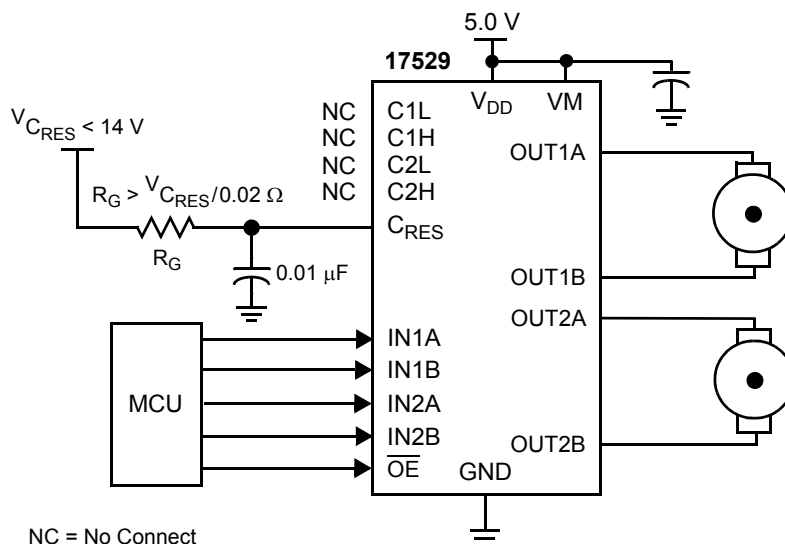 5.0 V
17529
V_DD VM
NC C1L
NC C1H
NC C2L
NC C2H
V_CRES < 14 V
R_G > V_CRES/0.02 Ω
C_RES
R_G
0.01 μF
OUT1A
OUT1B
OUT2A
OUT2B
MCU
IN1A
IN1B
IN2A
IN2B
OE
GND
NC = No Connect